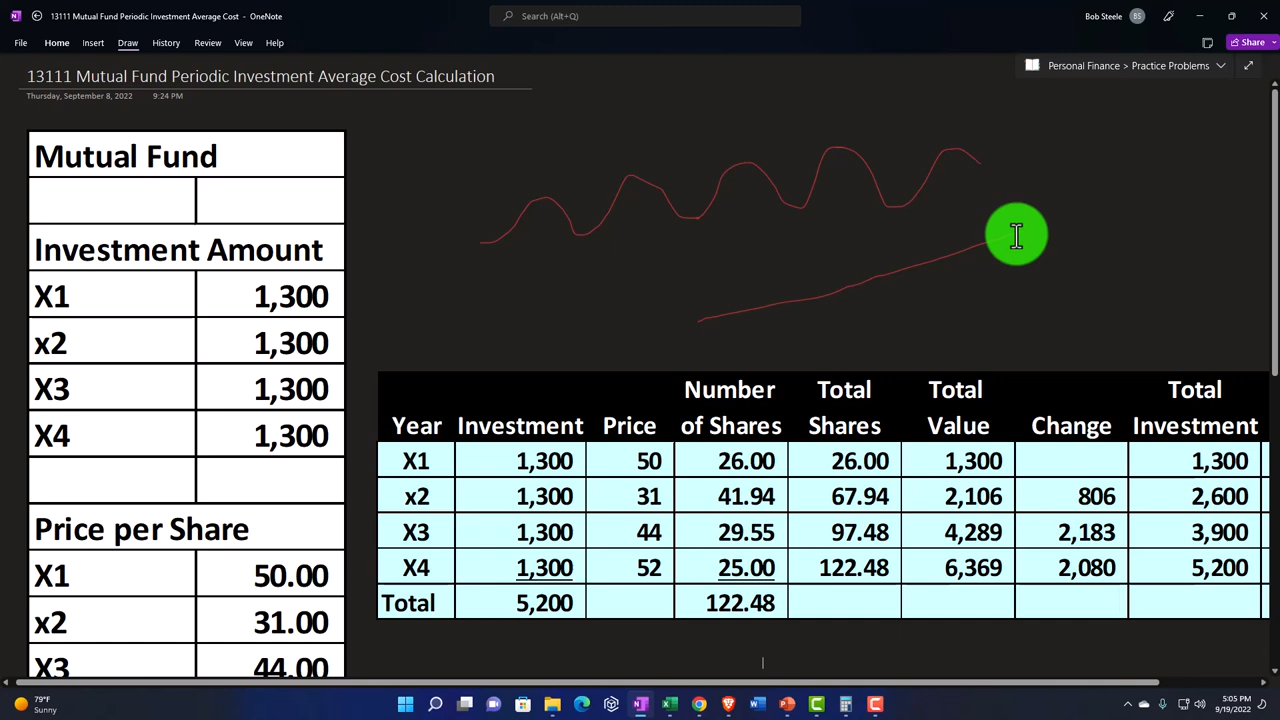 13111 Mutual Fund Periodic Investment Average Cost - OneNote
Search (Alt+Q)
Bob Steele BS
File Home Insert Draw History Review View Help
Share
13111 Mutual Fund Periodic Investment Average Cost Calculation
Personal Finance > Practice Problems
Thursday, September 8, 2022 9:24 PM
Mutual Fund
Investment Amount
X1 1,300
x2 1,300
X3 1,300
X4 1,300
Price per Share
X1 50.00
x2 31.00
X3 44.00
Number Total Total Total
Year Investment Price of Shares Shares Value Change Investment
X1 1,300 50 26.00 26.00 1,300 1,300
x2 1,300 31 41.94 67.94 2,106 806 2,600
X3 1,300 44 29.55 97.48 4,289 2,183 3,900
X4 1,300 52 25.00 122.48 6,369 2,080 5,200
Total 5,200 122.48
79°F
Sunny
5:05 PM
9/19/2022